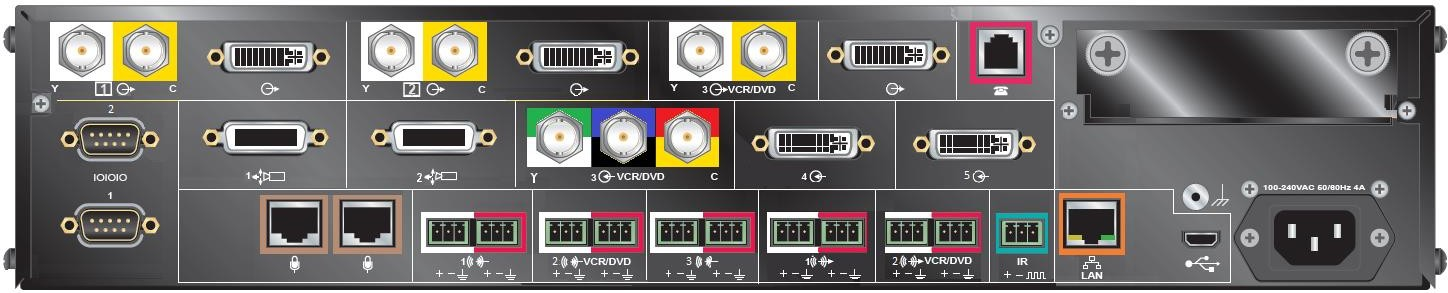 Y 1 C
Y 2 C
Y 3 VCR/DVD C
2
IOIOIO
1
1
2
Y 3 VCR/DVD C
4
5
1
+ -
+ -
2 VCR/DVD
+ -
+ -
3
+ -
+ -
1
+ -
+ -
2 VCR/DVD
+ -
+ -
IR
+ -
LAN
100-240VAC 50/60Hz 4A